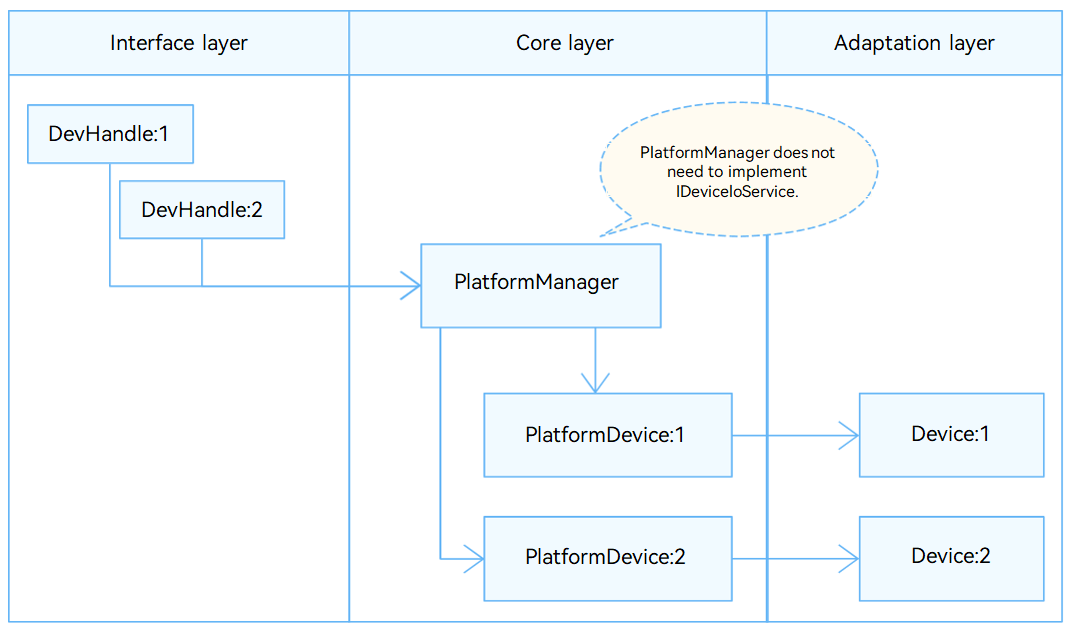 Interface layer
Core layer
Adaptation layer
DevHandle:1
DevHandle:2
PlatformManager does not
need to implement
IDeviceIoService.
PlatformManager
PlatformDevice:1
Device:1
PlatformDevice:2
Device:2